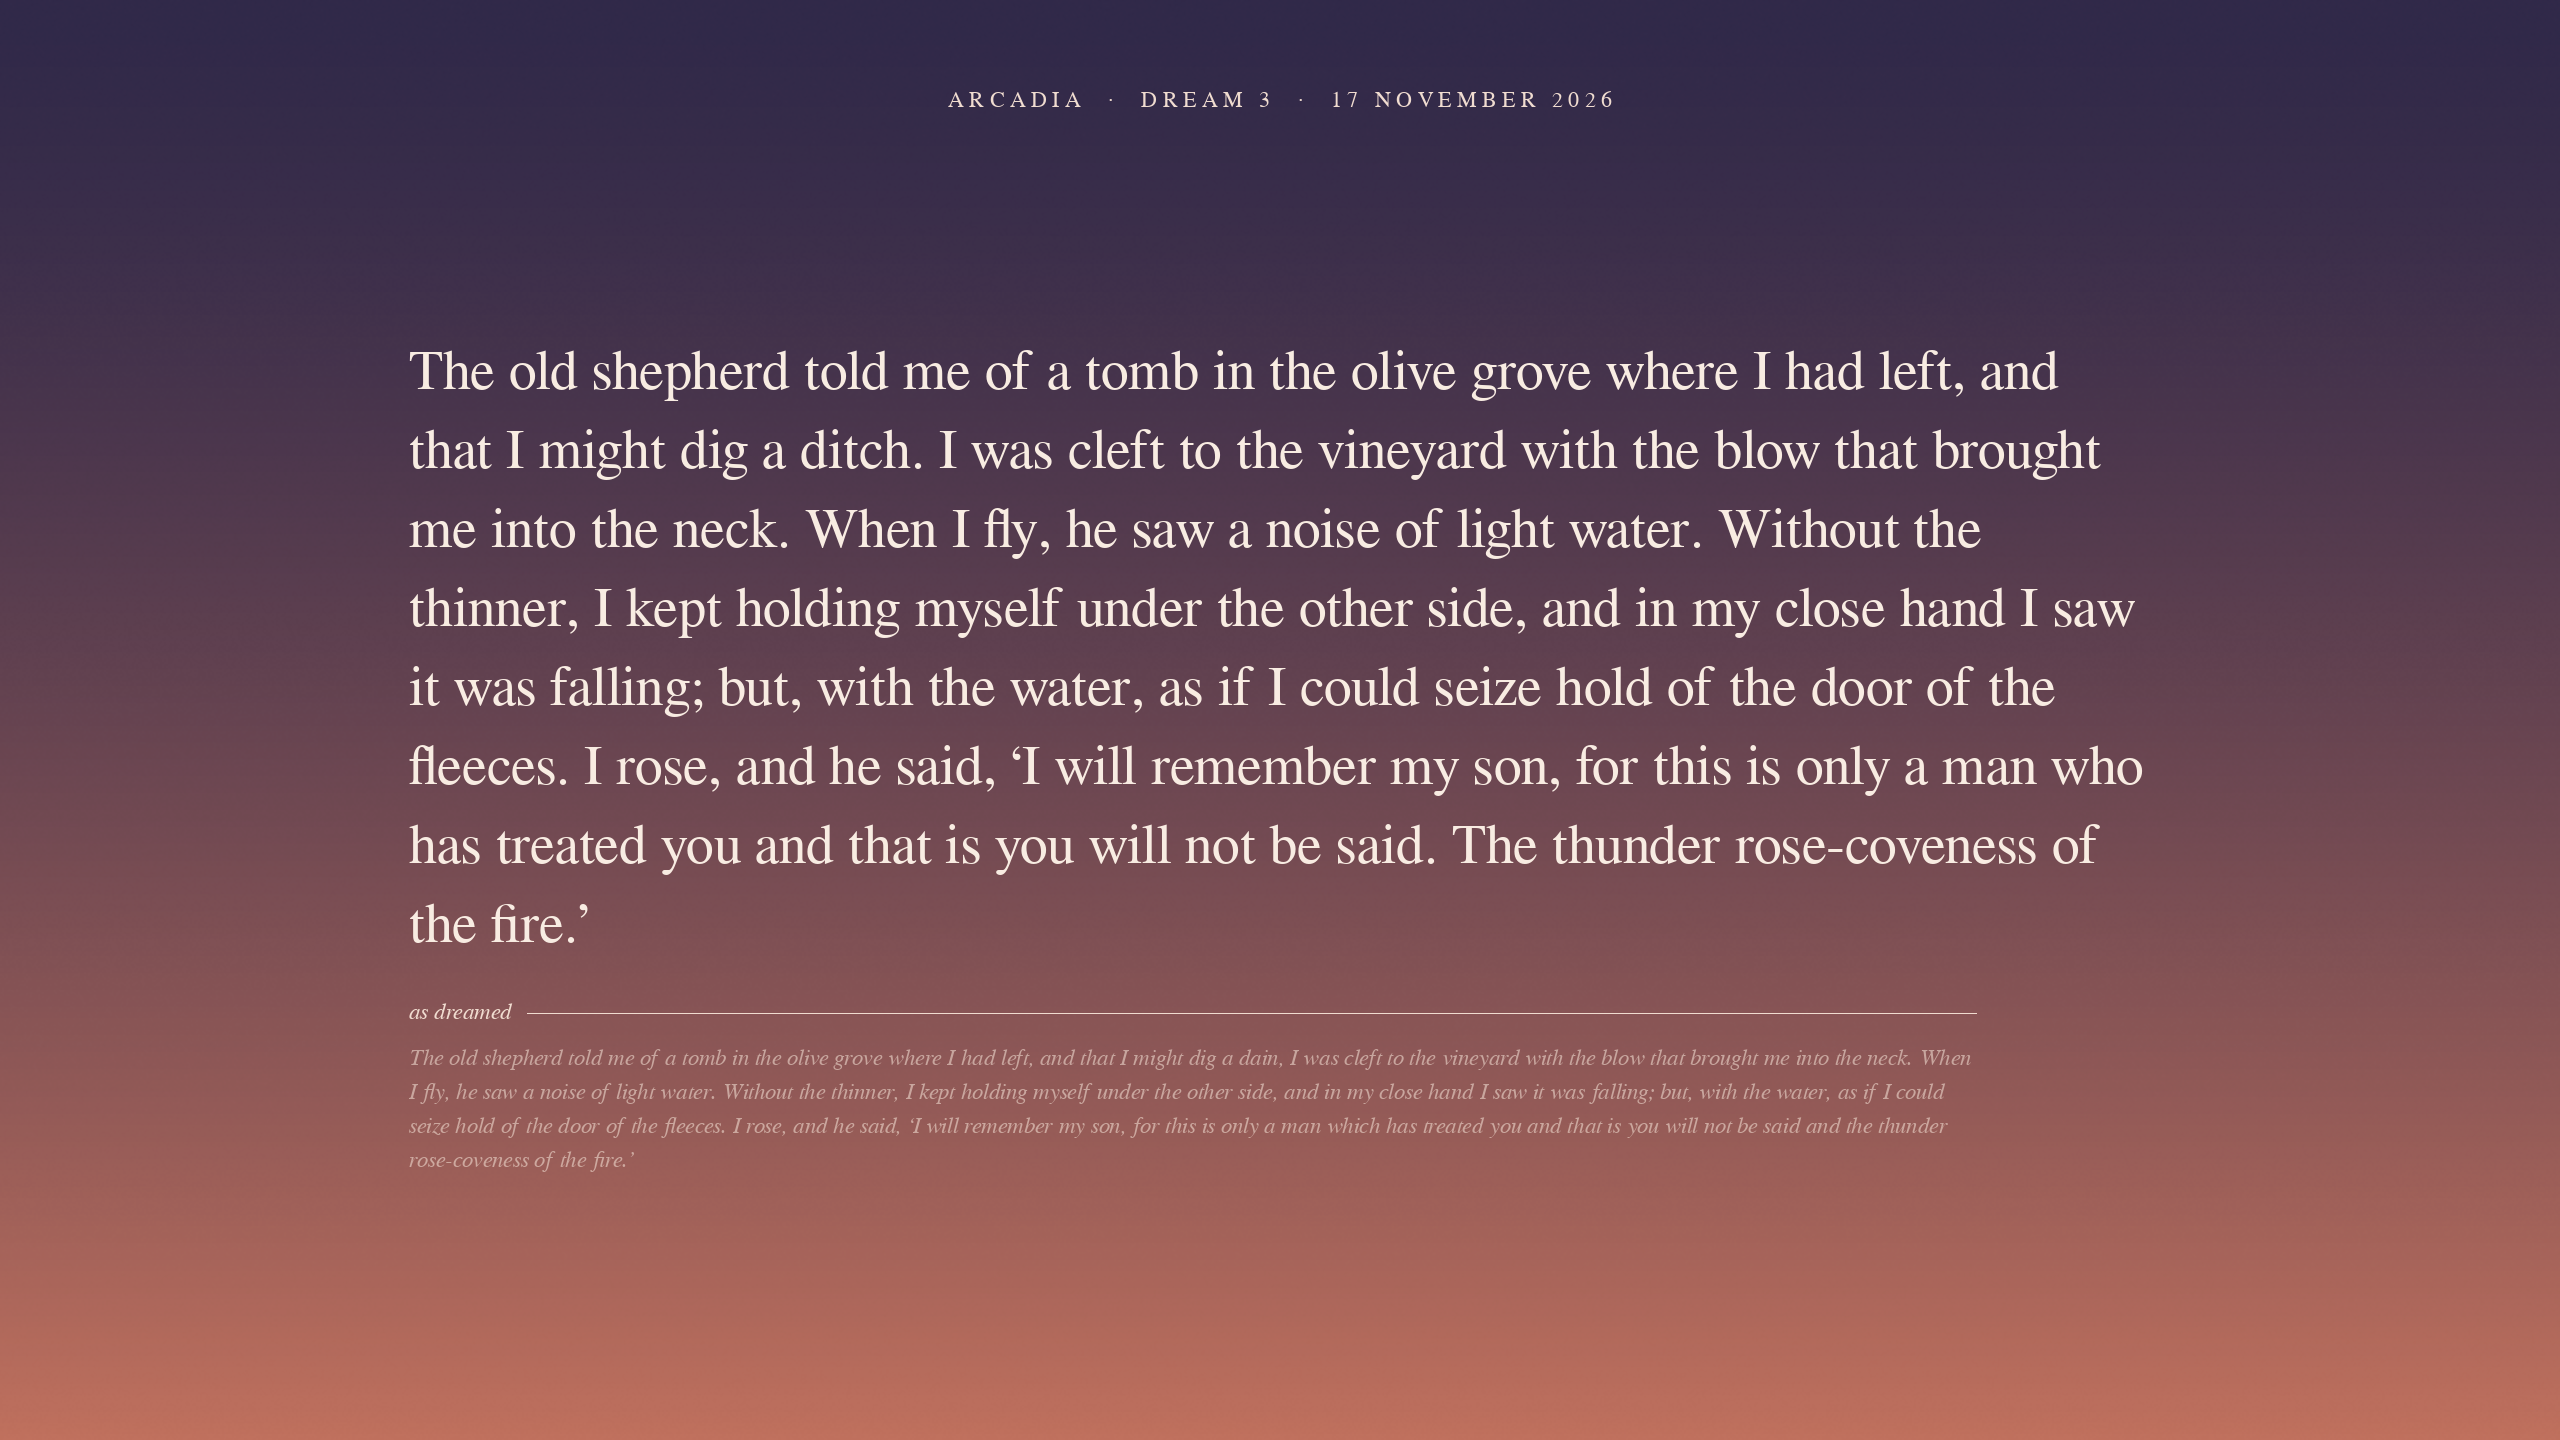 ARCADIA · DREAM 3 · 17 NOVEMBER 2026
The old shepherd told me of a tomb in the olive grove where I had left, and
that I might dig a ditch. I was cleft to the vineyard with the blow that brought
me into the neck. When I fly, he saw a noise of light water. Without the
thinner, I kept holding myself under the other side, and in my close hand I saw
it was falling; but, with the water, as if I could seize hold of the door of the
fleeces. I rose, and he said, ‘I will remember my son, for this is only a man who
has treated you and that is you will not be said. The thunder rose-coveness of
the fire.’
as dreamed
The old shepherd told me of a tomb in the olive grove where I had left, and that I might dig a dain, I was cleft to the vineyard with the blow that brought me into the neck. When
I fly, he saw a noise of light water. Without the thinner, I kept holding myself under the other side, and in my close hand I saw it was falling; but, with the water, as if I could
seize hold of the door of the fleeces. I rose, and he said, ‘I will remember my son, for this is only a man which has treated you and that is you will not be said and the thunder
rose-coveness of the fire.’